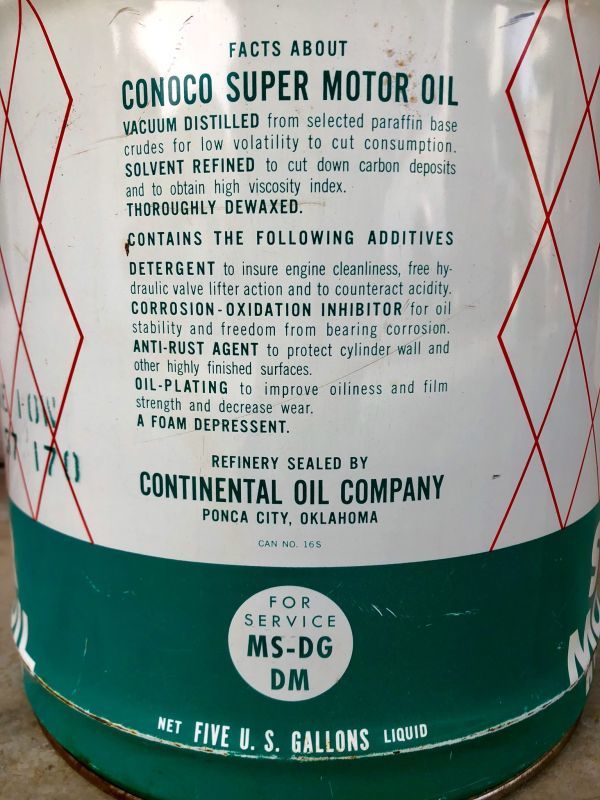 FACTS ABOUT
CONOCO SUPER MOTOR OIL
VACUUM DISTILLED from selected paraffin base
crudes for low volatility to cut consumption.
SOLVENT REFINED to cut down carbon deposits
and to obtain high viscosity index.
THOROUGHLY DEWAXED.
CONTAINS THE FOLLOWING ADDITIVES
DETERGENT to insure engine cleanliness, free hy-
draulic valve lifter action and to counteract acidity.
CORROSION-OXIDATION INHIBITOR for oil
stability and freedom from bearing corrosion.
ANTI-RUST AGENT to protect cylinder wall and
other highly finished surfaces.
OIL-PLATING to improve oiliness and film
strength and decrease wear.
A FOAM DEPRESSENT.
170
REFINERY SEALED BY
CONTINENTAL OIL COMPANY
PONCA CITY, OKLAHOMA
CAN NO. 16S
FOR
SERVICE
MS-DG
DM
NET FIVE U. S. GALLONS LIQUID